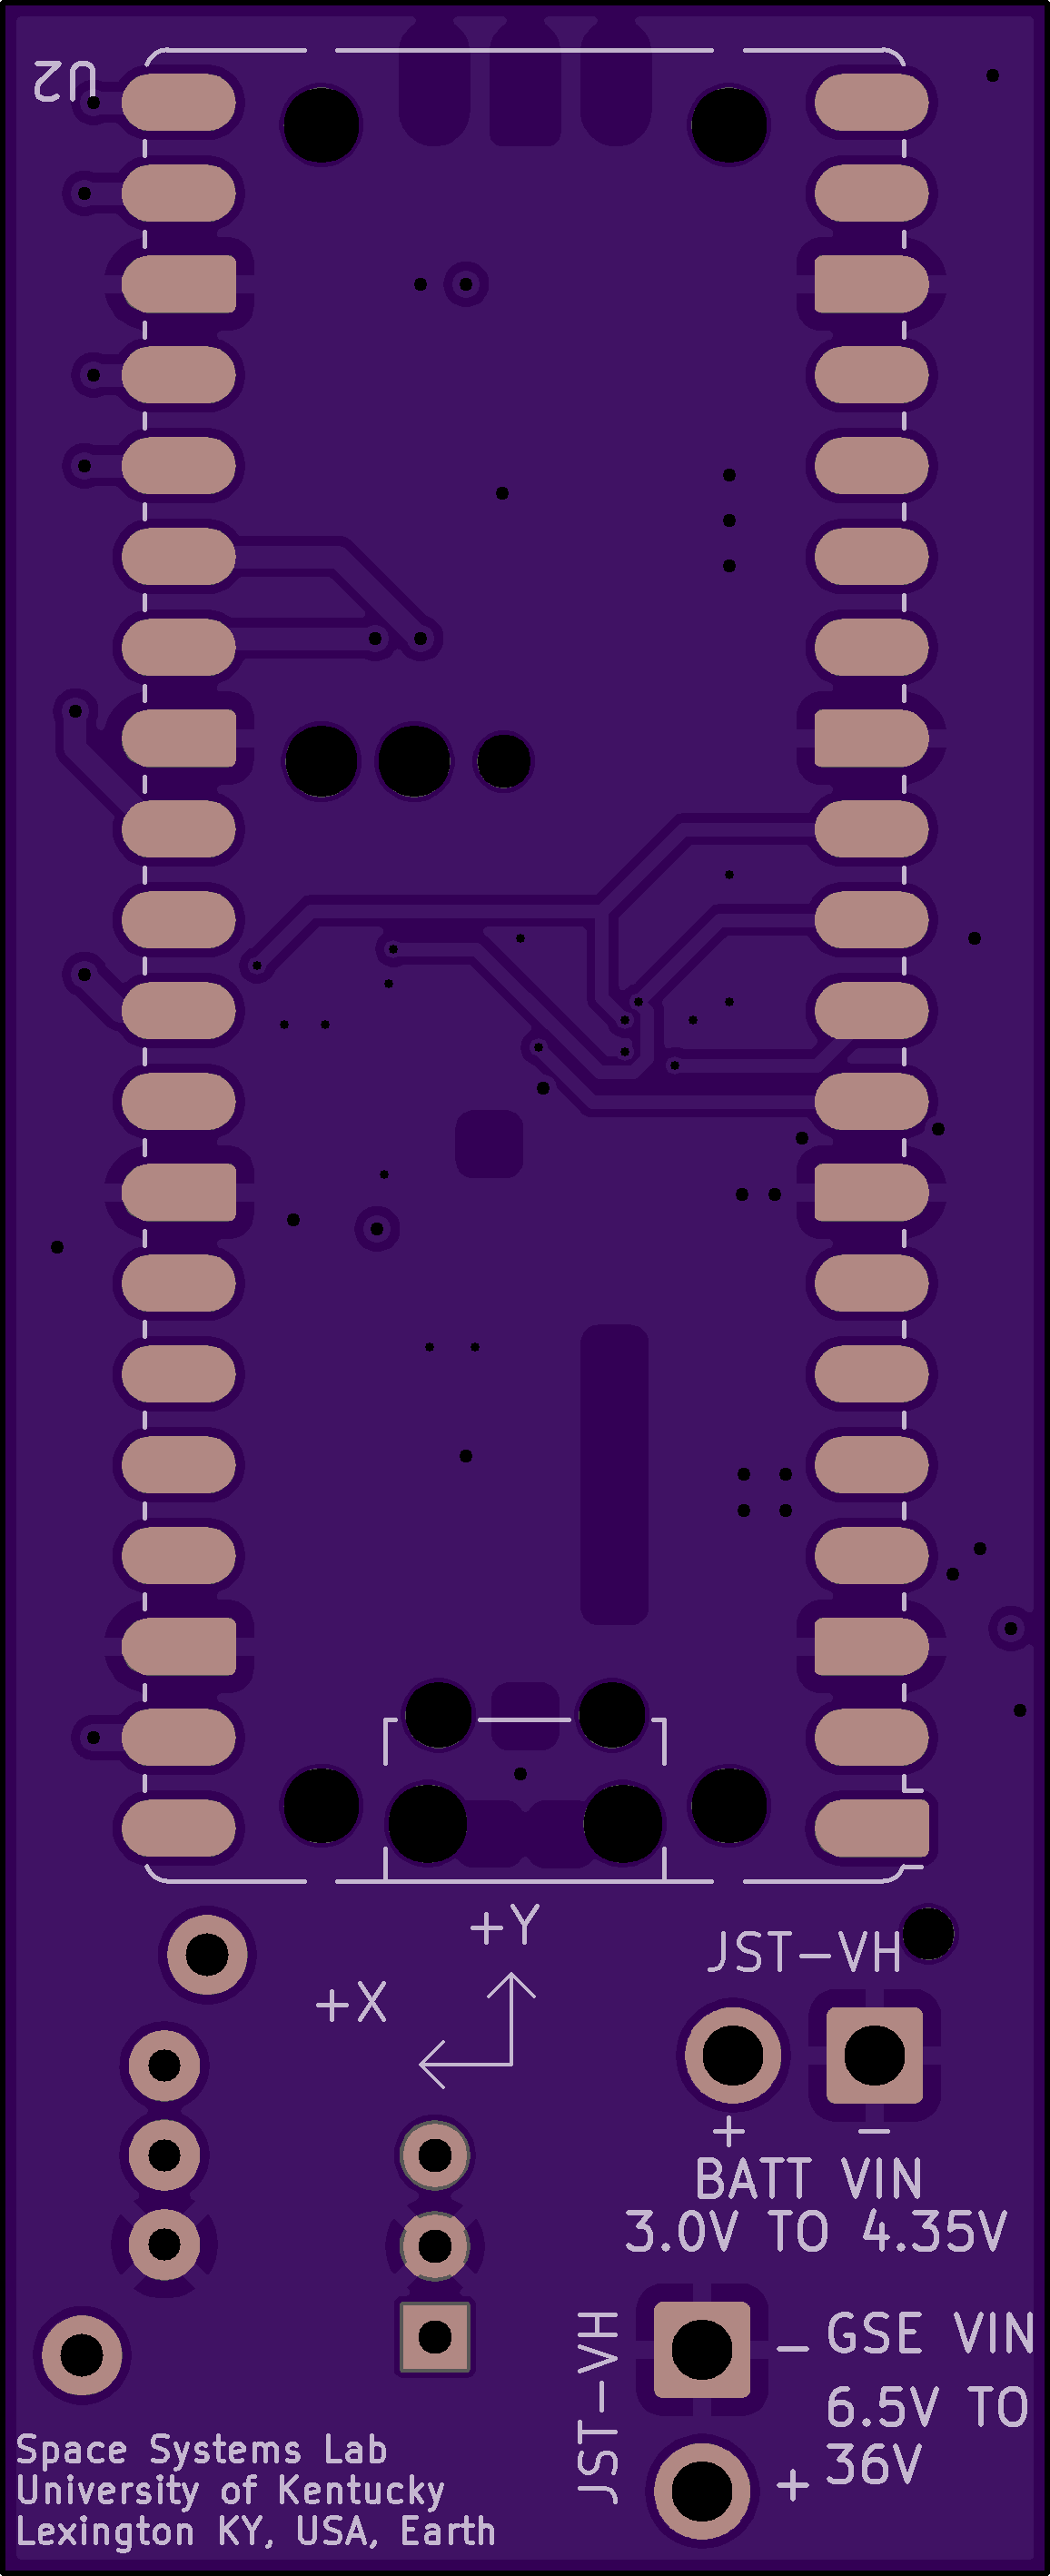 U2
+Y
JST-VH
+X
+ -
BATT VIN
3.0V TO 4.35V
JST-VH
- GSE VIN
6.5V TO
36V
+
Space Systems Lab
University of Kentucky
Lexington KY, USA, Earth